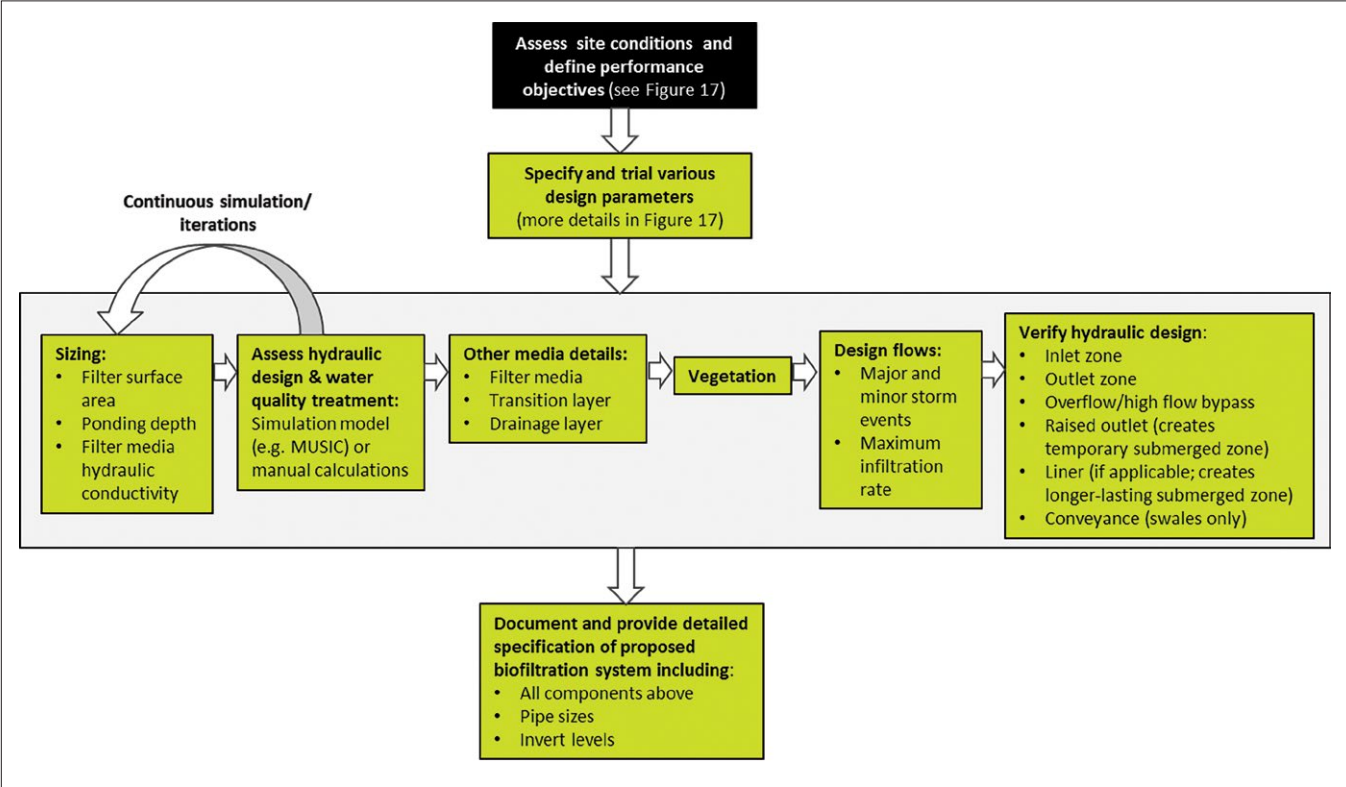 Assess site conditions and
define performance
objectives (see Figure 17)
Specify and trial various
design parameters
(more details in Figure 17)
Continuous simulation/
iterations
Sizing:
• Filter surface
area
• Ponding depth
• Filter media
hydraulic
conductivity
Assess hydraulic
design & water
quality treatment:
Simulation model
(e.g. MUSIC) or
manual calculations
Other media details:
• Filter media
• Transition layer
• Drainage layer
Vegetation
Design flows:
• Major and
minor storm
events
• Maximum
infiltration
rate
Verify hydraulic design:
• Inlet zone
• Outlet zone
• Overflow/high flow bypass
• Raised outlet (creates
temporary submerged zone)
• Liner (if applicable; creates
longer-lasting submerged zone)
• Conveyance (swales only)
Document and provide detailed
specification of proposed
biofiltration system including:
• All components above
• Pipe sizes
• Invert levels